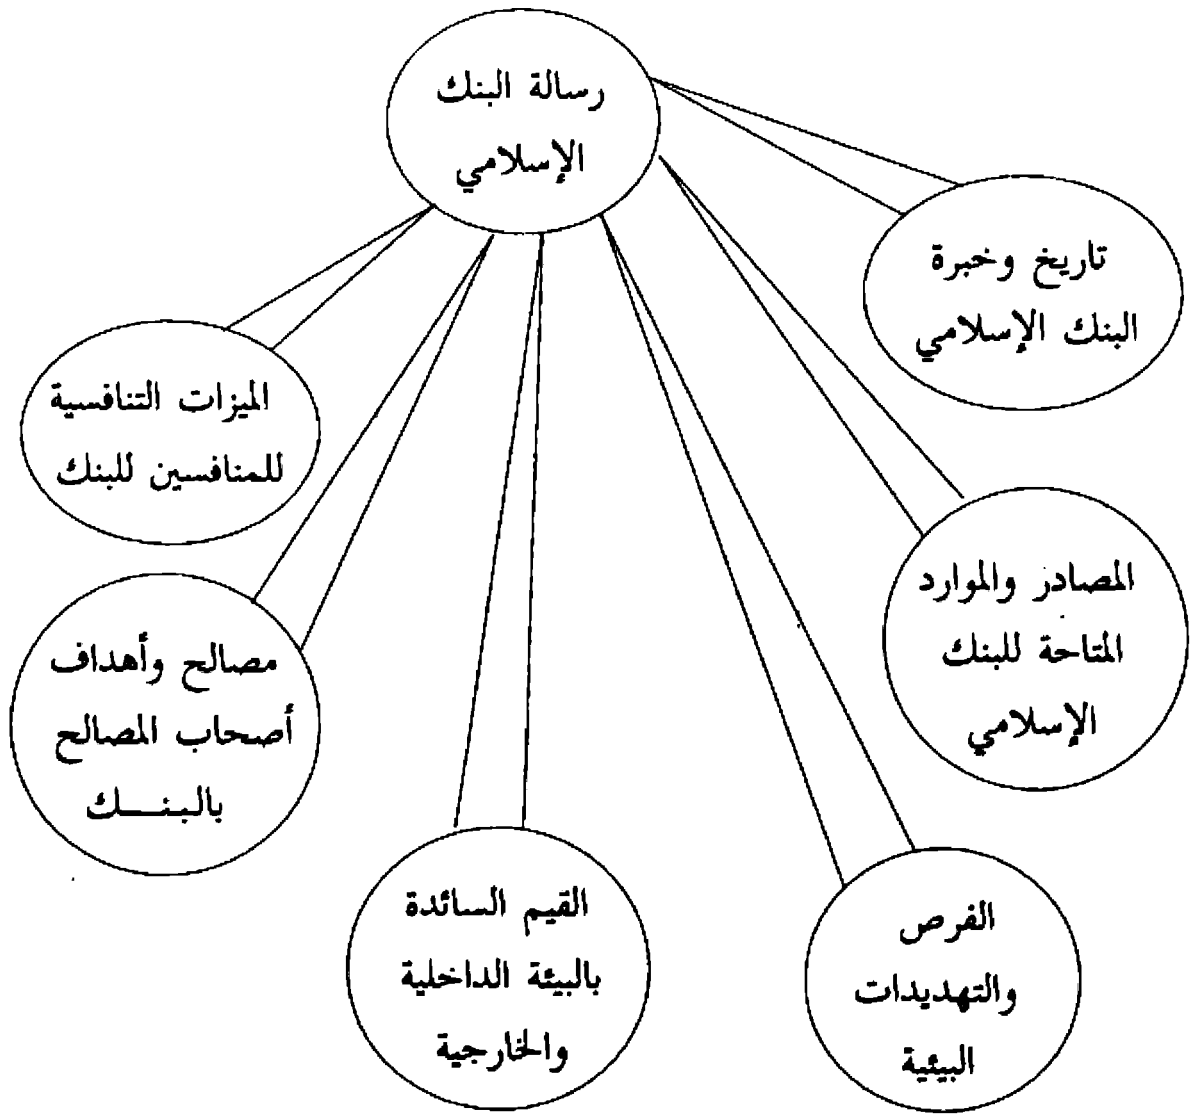 رسالة البنك
الإسلامي
تاريخ وخبرة
البنك الإسلامي
المصادر والموارد
المتاحة للبنك
الإسلامي
الفرص
والتهديدات
البيئية
القيم السائدة
بالبيئة الداخلية
والخارجية
مصالح وأهداف
أصحاب المصالح
بالبنـــك
الميزات التنافسية
للمنافسين للبنك